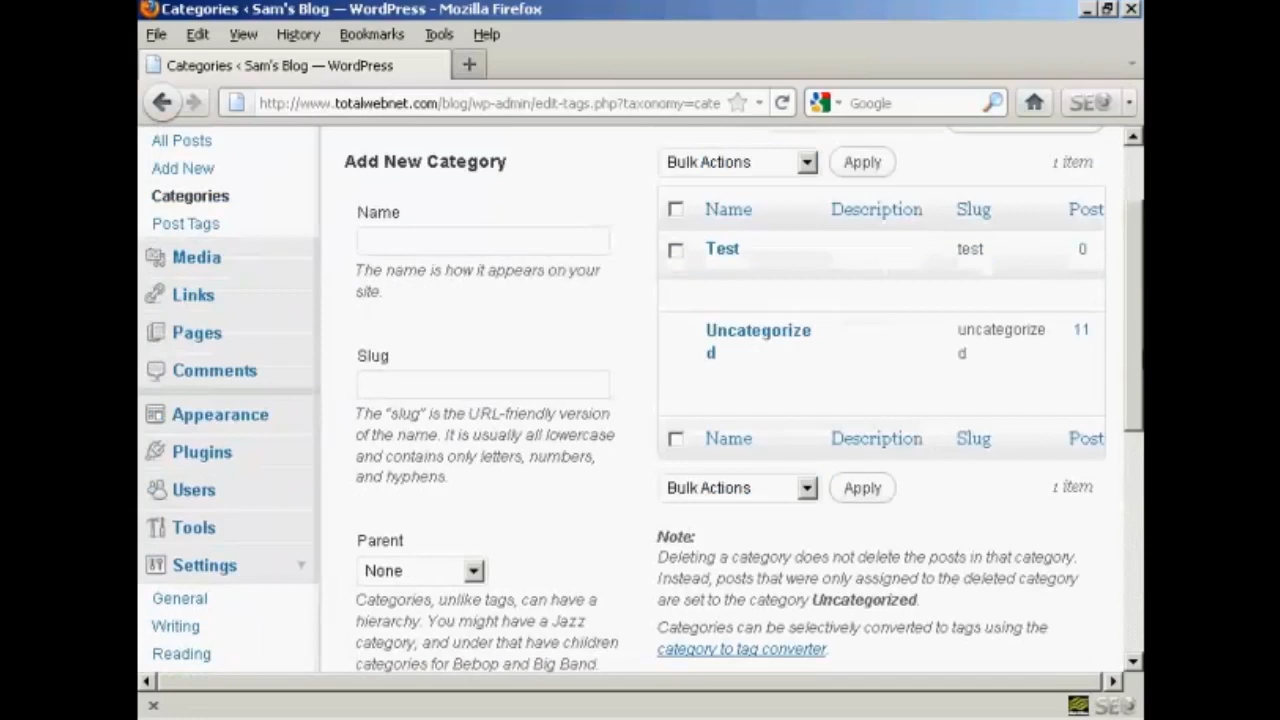 Categories ‹ Sam's Blog — WordPress - Mozilla Firefox
File Edit View History Bookmarks Tools Help
Categories ‹ Sam's Blog — WordPress
http://www.totalwebnet.com/blog/wp-admin/edit-tags.php?taxonomy=cate
Google
SEO
All Posts
Add New
Categories
Post Tags
Media
Links
Pages
Comments
Appearance
Plugins
Users
Tools
Settings
General
Writing
Reading
Add New Category
Name
The name is how it appears on your
site.
Slug
The "slug" is the URL-friendly version
of the name. It is usually all lowercase
and contains only letters, numbers,
and hyphens.
Parent
None
Categories, unlike tags, can have a
hierarchy. You might have a Jazz
category, and under that have children
categories for Bebop and Big Band.
Bulk Actions Apply 1 item
Name Description Slug Post
Test test 0
Uncategorize uncategorize 11
d d
Name Description Slug Post
Bulk Actions Apply 1 item
Note:
Deleting a category does not delete the posts in that category.
Instead, posts that were only assigned to the deleted category
are set to the category Uncategorized.
Categories can be selectively converted to tags using the
category to tag converter.
SEO